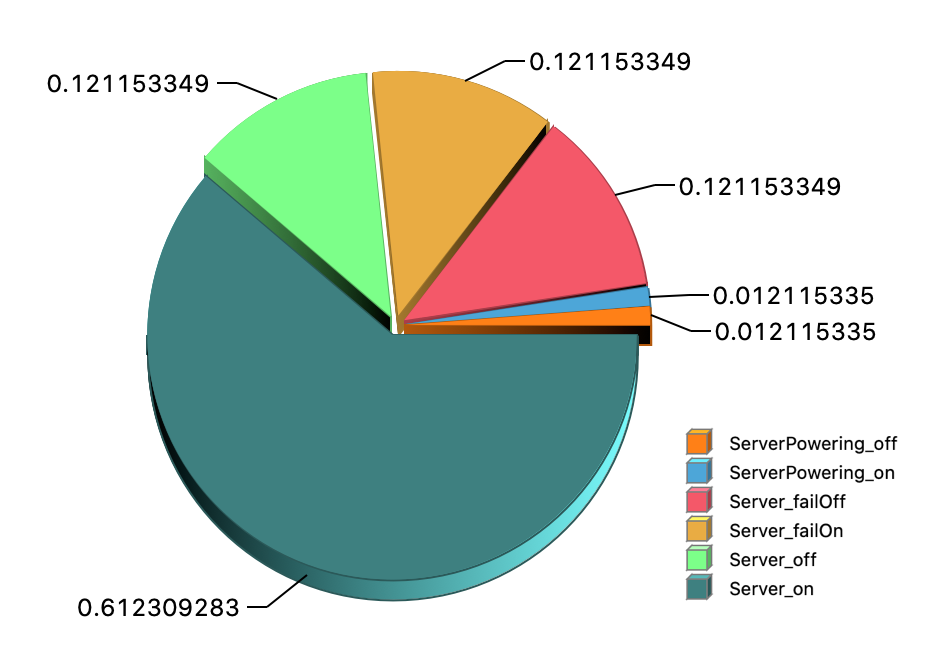 0.121153349
0.121153349
0.121153349
0.012115335
0.012115335
ServerPowering_off
ServerPowering_on
Server_failOff
Server_failOn
Server_off
Server_on
0.612309283